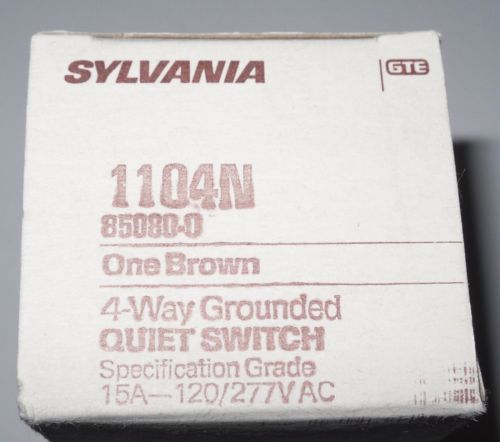 SYLVANIA GTE
1104N
85080-0
One Brown
4-Way Grounded
QUIET SWITCH
Specification Grade
15A—120/277V AC